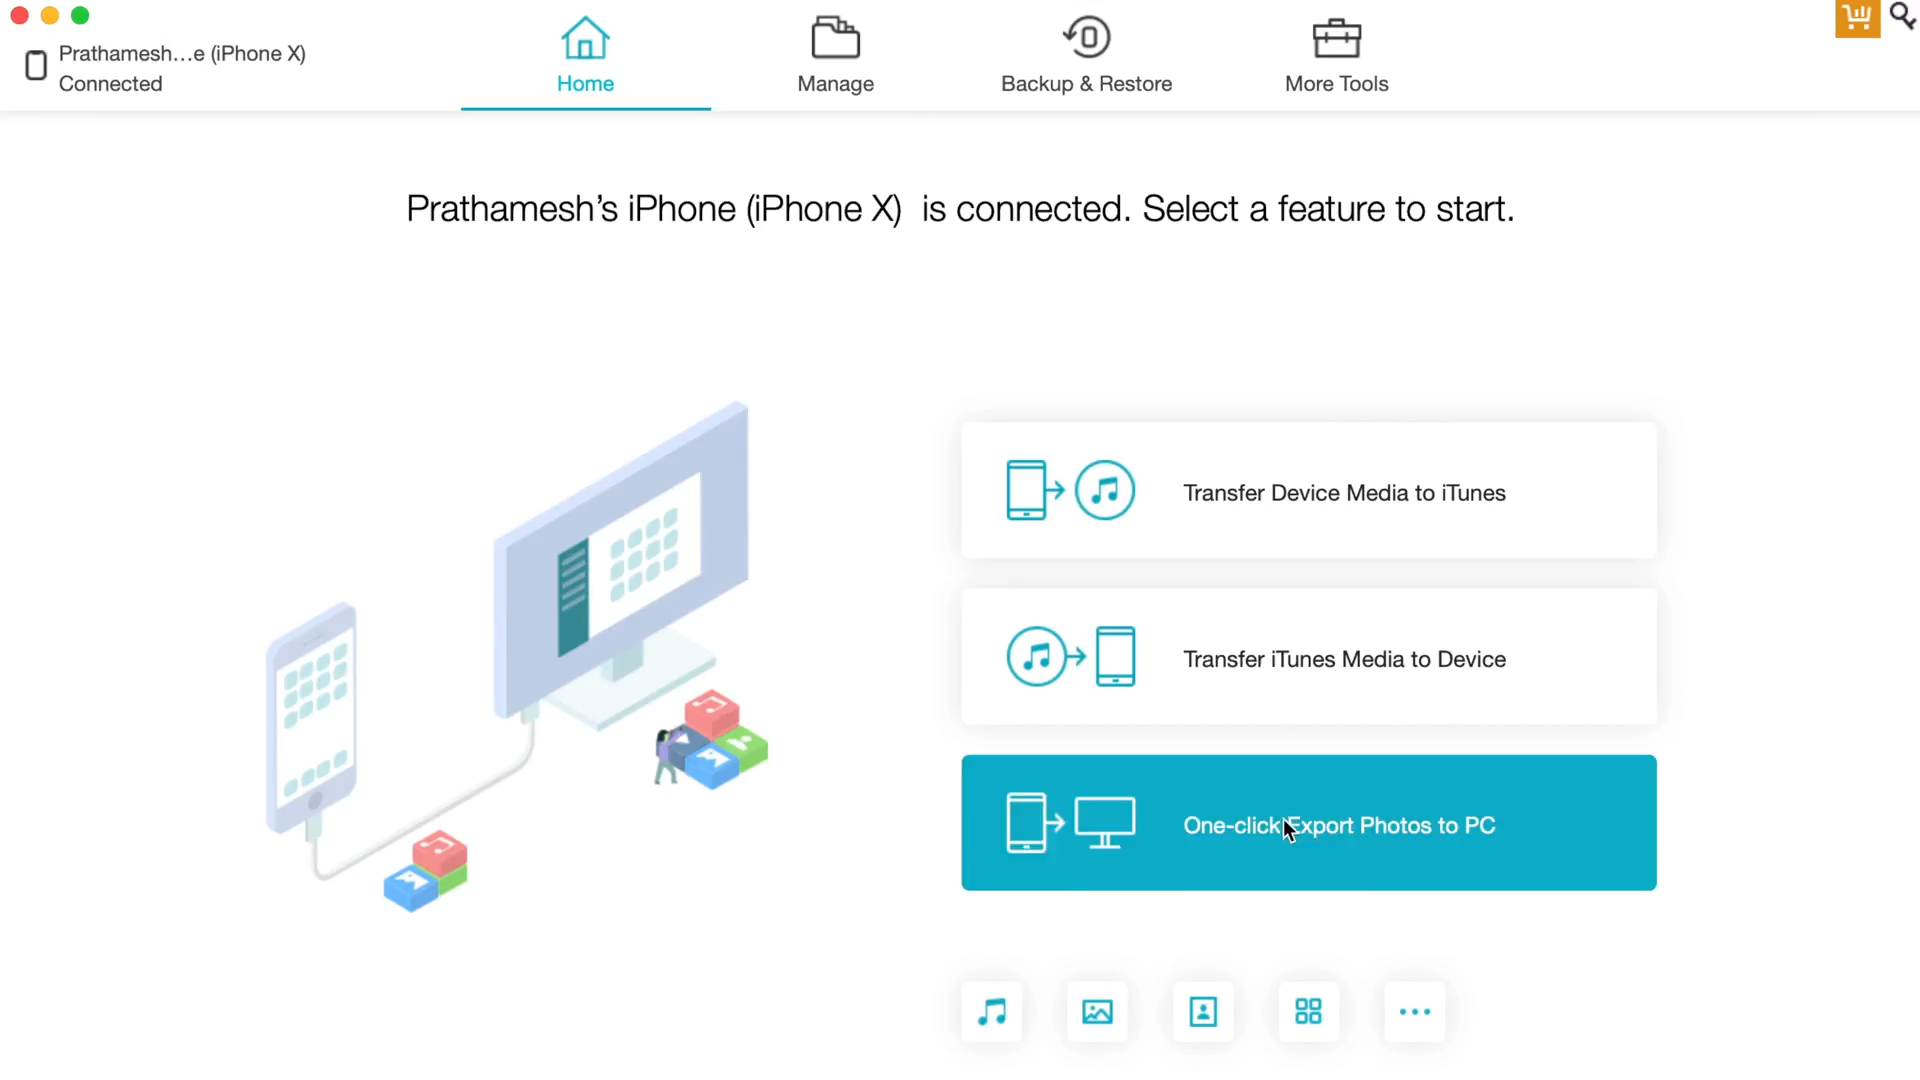 Prathamesh...e (iPhone X)
Connected
Home
Manage
Backup & Restore
More Tools
Prathamesh’s iPhone (iPhone X)  is connected. Select a feature to start.
Transfer Device Media to iTunes
Transfer iTunes Media to Device
One-click Export Photos to PC